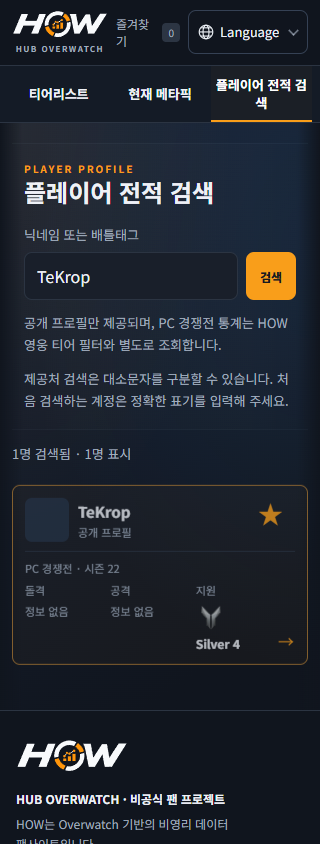 HOW
HUB OVERWATCH
즐겨찾
기
0
Language
티어리스트
현재 메타픽
플레이어 전적 검
색
PLAYER PROFILE
플레이어 전적 검색
닉네임 또는 배틀태그
TeKrop
검색
공개 프로필만 제공되며, PC 경쟁전 통계는 HOW
영웅 티어 필터와 별도로 조회합니다.
제공처 검색은 대소문자를 구분할 수 있습니다. 처
음 검색하는 계정은 정확한 표기를 입력해 주세요.
1명 검색됨 · 1명 표시
TeKrop
공개 프로필
PC 경쟁전 · 시즌 22
돌격
공격
지원
정보 없음
정보 없음
Silver 4
HOW
HUB OVERWATCH · 비공식 팬 프로젝트
HOW는 Overwatch 기반의 비영리 데이터